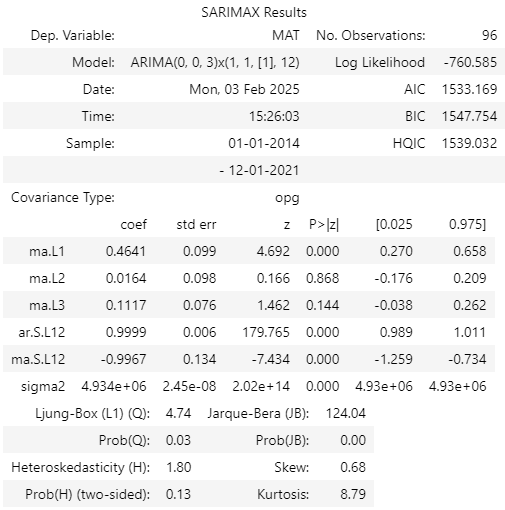 SARIMAX Results
Dep. Variable: MAT No. Observations: 96
Model: ARIMA(0, 0, 3)x(1, 1, [1], 12) Log Likelihood -760.585
Date: Mon, 03 Feb 2025 AIC 1533.169
Time: 15:26:03 BIC 1547.754
Sample: 01-01-2014 HQIC 1539.032
- 12-01-2021
Covariance Type: opg
coef std err z P>|z| [0.025 0.975]
ma.L1 0.4641 0.099 4.692 0.000 0.270 0.658
ma.L2 0.0164 0.098 0.166 0.868 -0.176 0.209
ma.L3 0.1117 0.076 1.462 0.144 -0.038 0.262
ar.S.L12 0.9999 0.006 179.765 0.000 0.989 1.011
ma.S.L12 -0.9967 0.134 -7.434 0.000 -1.259 -0.734
sigma2 4.934e+06 2.45e-08 2.02e+14 0.000 4.93e+06 4.93e+06
Ljung-Box (L1) (Q): 4.74 Jarque-Bera (JB): 124.04
Prob(Q): 0.03 Prob(JB): 0.00
Heteroskedasticity (H): 1.80 Skew: 0.68
Prob(H) (two-sided): 0.13 Kurtosis: 8.79